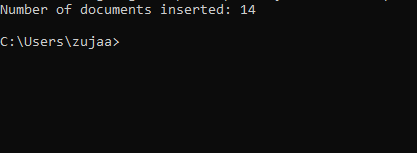 Number of documents inserted: 14
C:\Users\zujaa>